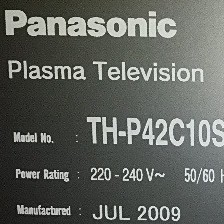 Panasonic
Plasma Television
Model No. : TH-P42C10S
Power Rating : 220 - 240 V~ 50/60 H
Manufactured : JUL 2009